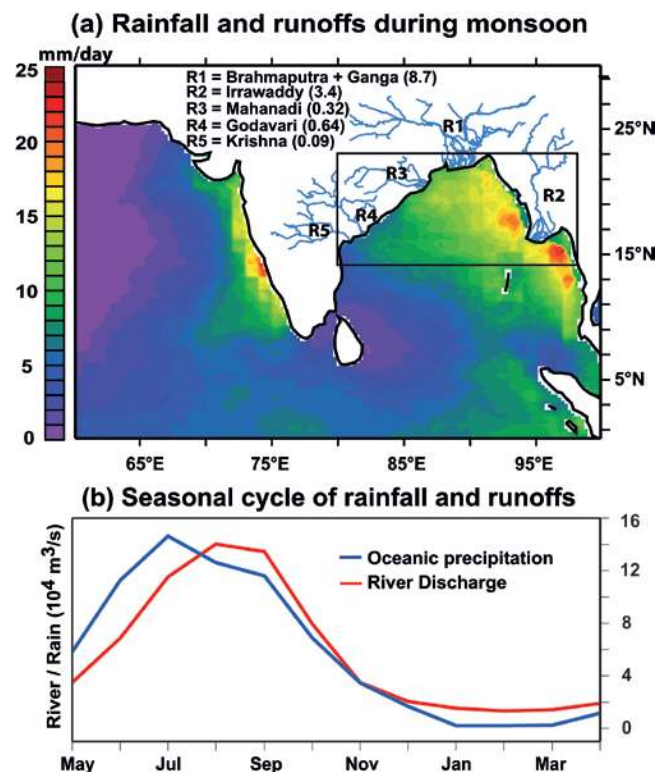 (a) Rainfall and runoffs during monsoon
mm/day
25
20
15
10
5
0
R1 = Brahmaputra + Ganga (8.7)
R2 = Irrawaddy (3.4)
R3 = Mahanadi (0.32)
R4 = Godavari (0.64)
R5 = Krishna (0.09)
R1
R2
R3
R4
R5
25°N
15°N
5°N
65°E 75°E 85°E 95°E
(b) Seasonal cycle of rainfall and runoffs
River / Rain (10⁴ m³/s)
Oceanic precipitation
River Discharge
16
12
8
4
0
May Jul Sep Nov Jan Mar